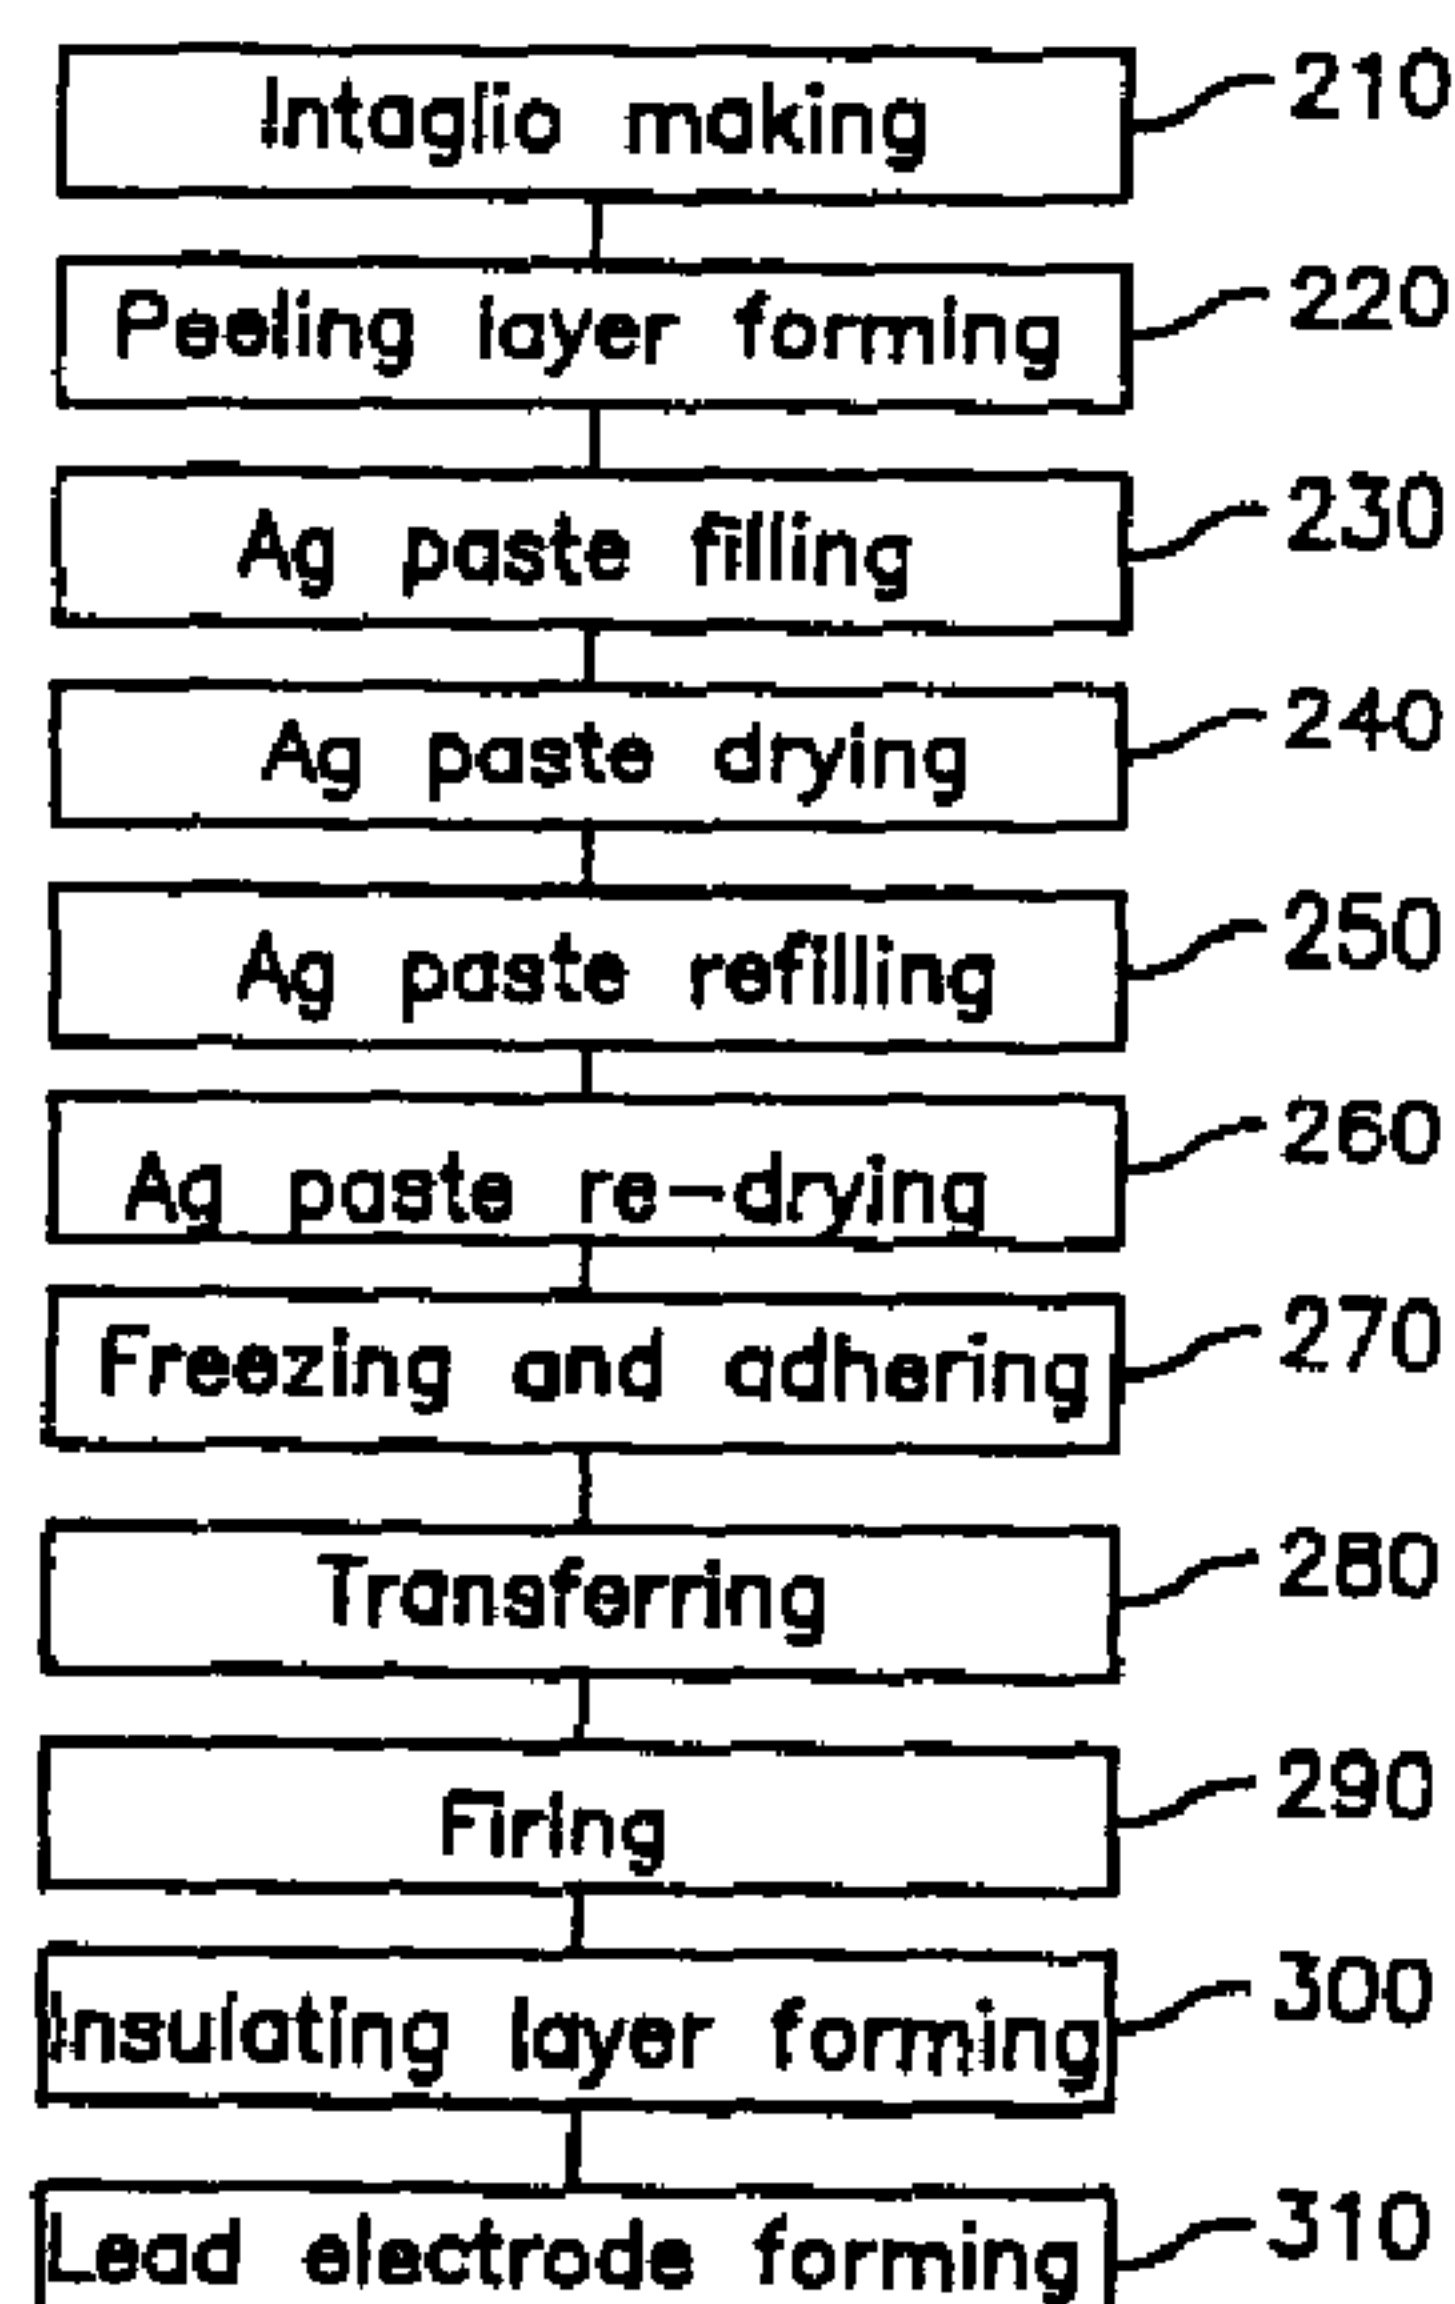 Intaglio making 210
Peeling layer forming 220
Ag paste filling 230
Ag paste drying 240
Ag paste refilling 250
Ag paste re-drying 260
Freezing and adhering 270
Transferring 280
Firing 290
Insulating layer forming 300
Lead electrode forming 310